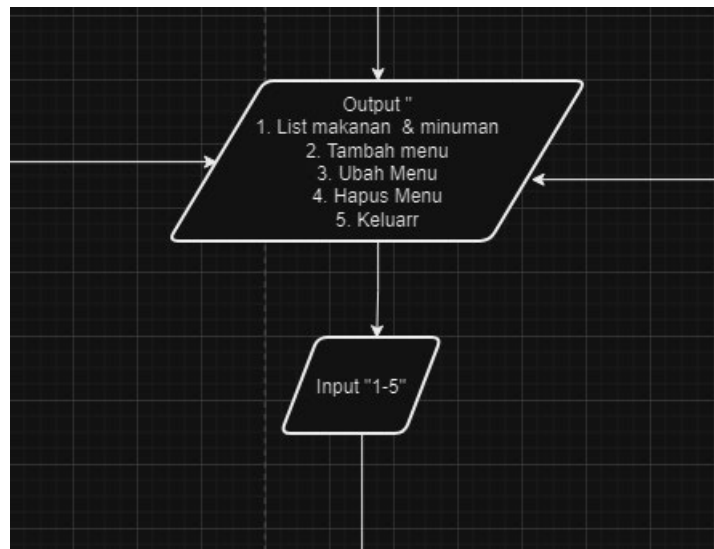 Output "
1. List makanan & minuman
2. Tambah menu
3. Ubah Menu
4. Hapus Menu
5. Keluarr
Input "1-5"